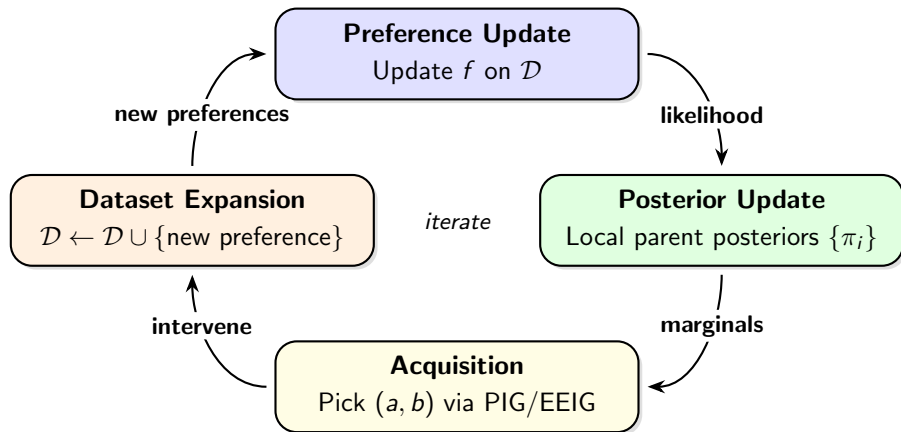 Preference Update
Update f on 𝒟
new preferences
likelihood
Dataset Expansion
𝒟 ← 𝒟 ∪ {new preference}
iterate
Posterior Update
Local parent posteriors {π_i}
intervene
marginals
Acquisition
Pick (a, b) via PIG/EEIG